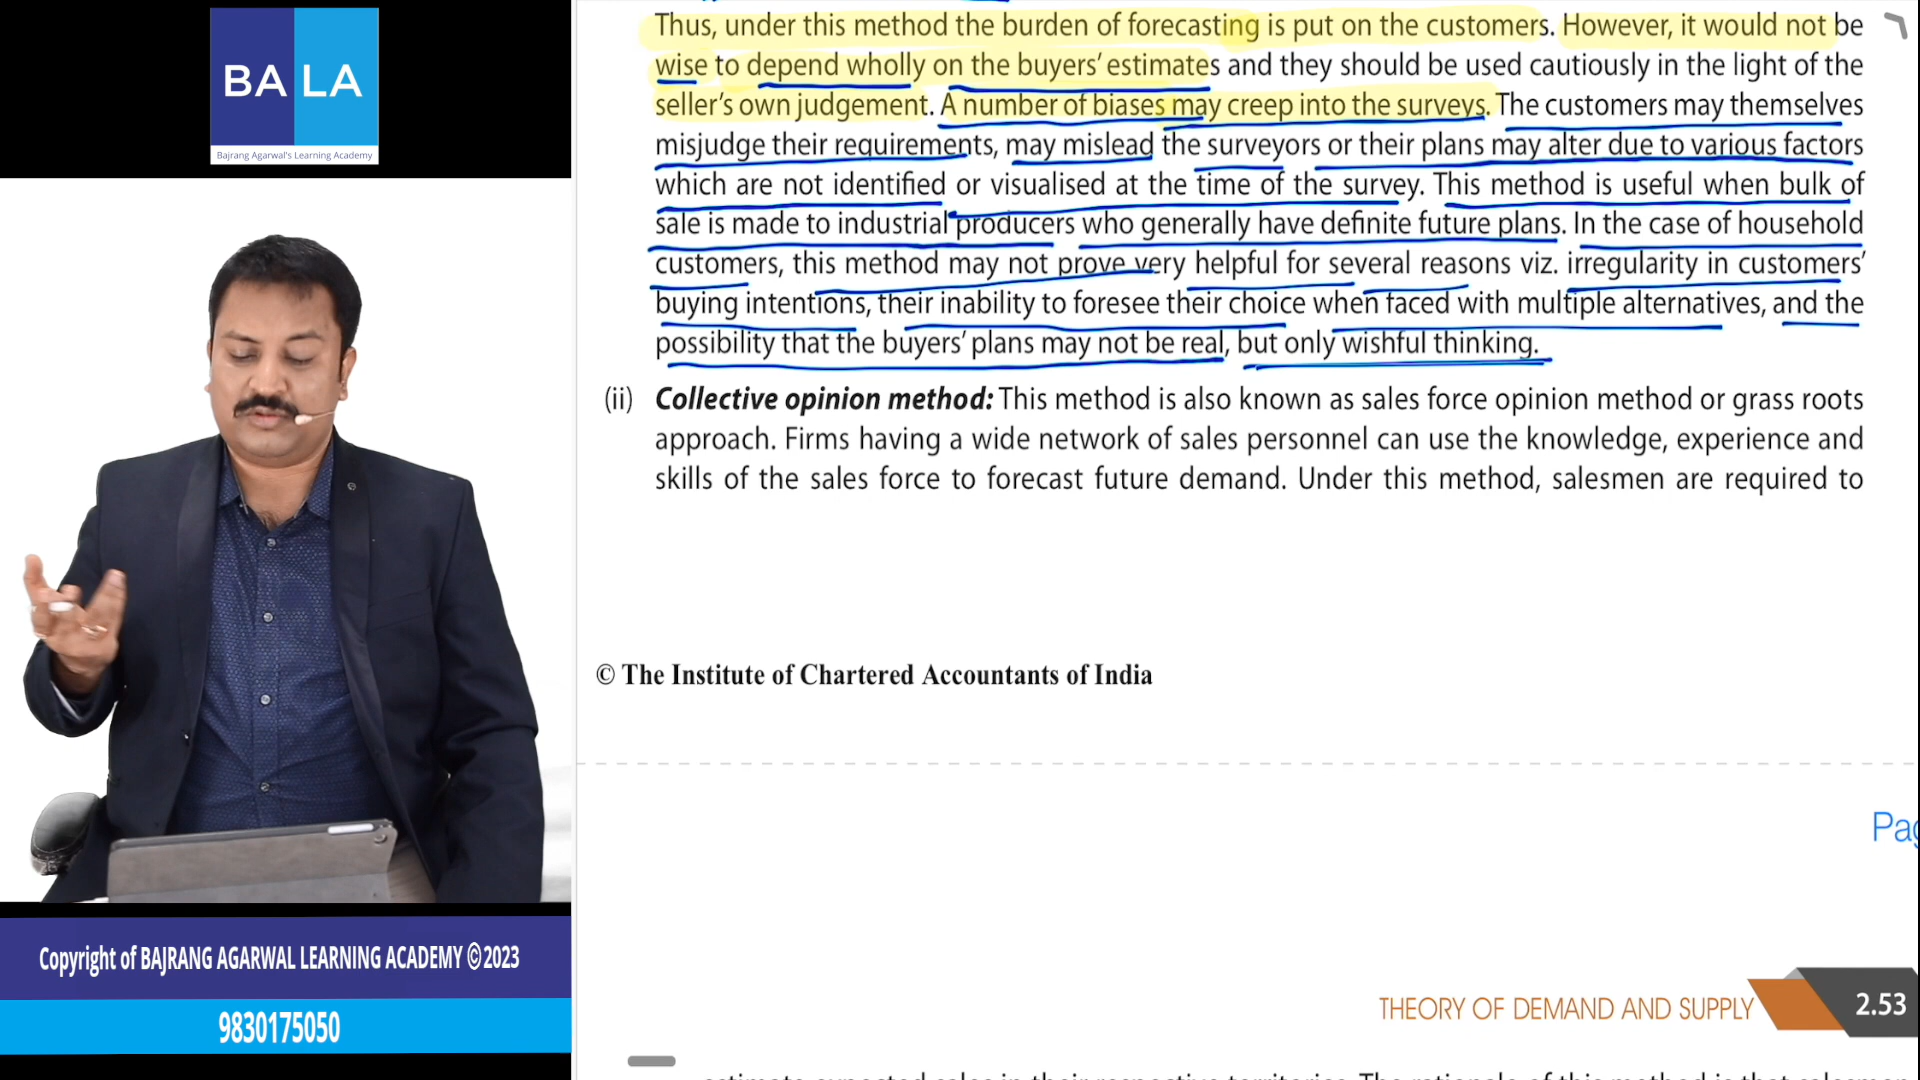 BA LA
Bajrang Agarwal's Learning Academy
Thus, under this method the burden of forecasting is put on the customers. However, it would not be
wise to depend wholly on the buyers' estimates and they should be used cautiously in the light of the
seller's own judgement. A number of biases may creep into the surveys. The customers may themselves
misjudge their requirements, may mislead the surveyors or their plans may alter due to various factors
which are not identified or visualised at the time of the survey. This method is useful when bulk of
sale is made to industrial producers who generally have definite future plans. In the case of household
customers, this method may not prove very helpful for several reasons viz. irregularity in customers'
buying intentions, their inability to foresee their choice when faced with multiple alternatives, and the
possibility that the buyers' plans may not be real, but only wishful thinking.
(ii) Collective opinion method: This method is also known as sales force opinion method or grass roots
approach. Firms having a wide network of sales personnel can use the knowledge, experience and
skills of the sales force to forecast future demand. Under this method, salesmen are required to
© The Institute of Chartered Accountants of India
THEORY OF DEMAND AND SUPPLY 2.53
Copyright of BAJRANG AGARWAL LEARNING ACADEMY ©2023
9830175050